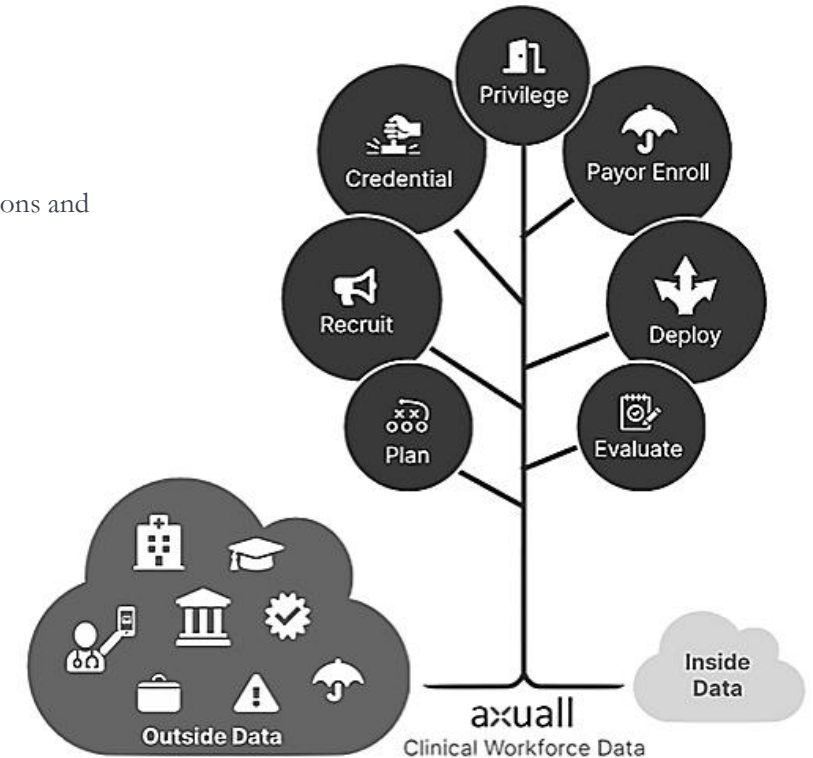 Privilege
Credential
Payor Enroll
ons and
Recruit
Deploy
Plan
Evaluate
Inside
Data
Outside Data
axuall
Clinical Workforce Data